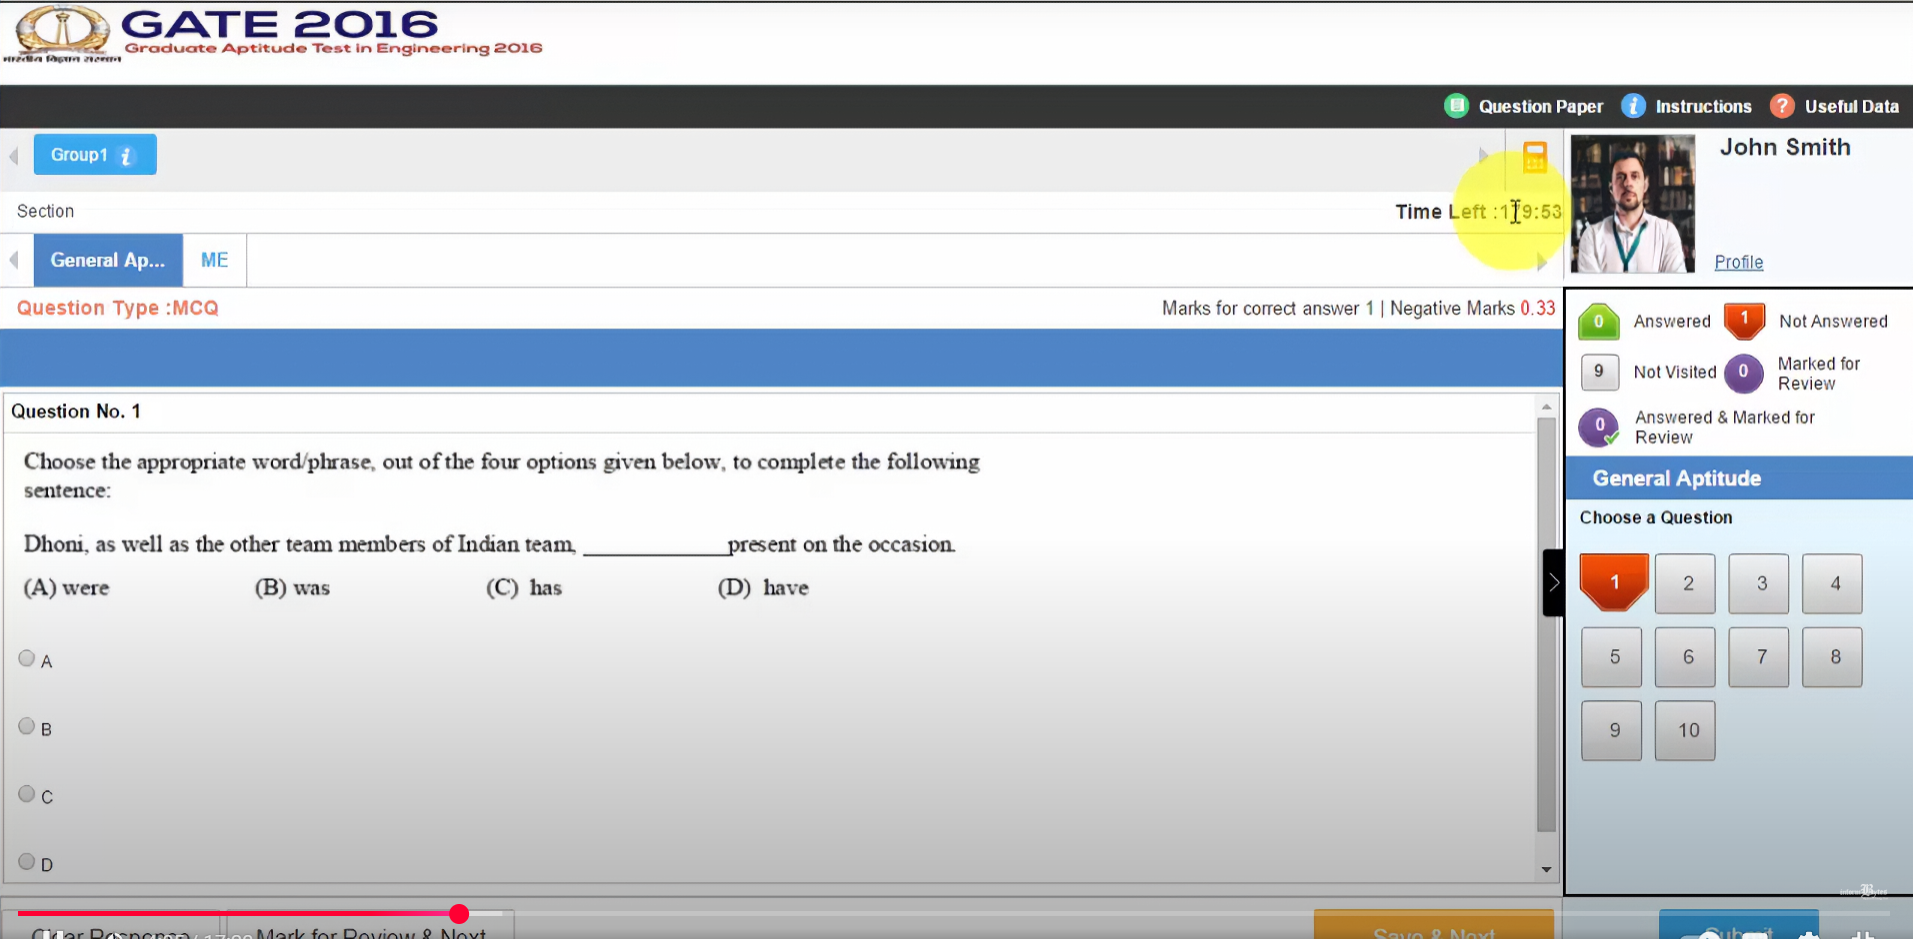 GATE 2016
Graduate Aptitude Test in Engineering 2016
भारतीय विज्ञान संस्थान
Question Paper
Instructions
Useful Data
Group1
John Smith
Section
Time Left :179:53
General Ap...
ME
Profile
Question Type :MCQ
Marks for correct answer 1 | Negative Marks 0.33
0 Answered
1 Not Answered
9 Not Visited
0 Marked for
Review
0 Answered & Marked for
Review
Question No. 1
Choose the appropriate word/phrase, out of the four options given below, to complete the following
sentence:
Dhoni, as well as the other team members of Indian team, ____________present on the occasion.
(A) were (B) was (C) has (D) have
A
B
C
D
General Aptitude
Choose a Question
1 2 3 4
5 6 7 8
9 10
Clear Response
Mark for Review & Next
Save & Next
Submit